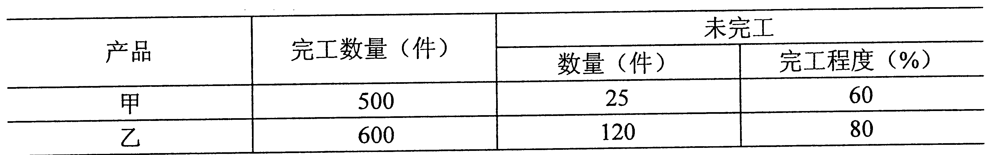 产品 完工数量（件） 未完工
数量（件） 完工程度（%）
甲 500 25 60
乙 600 120 80